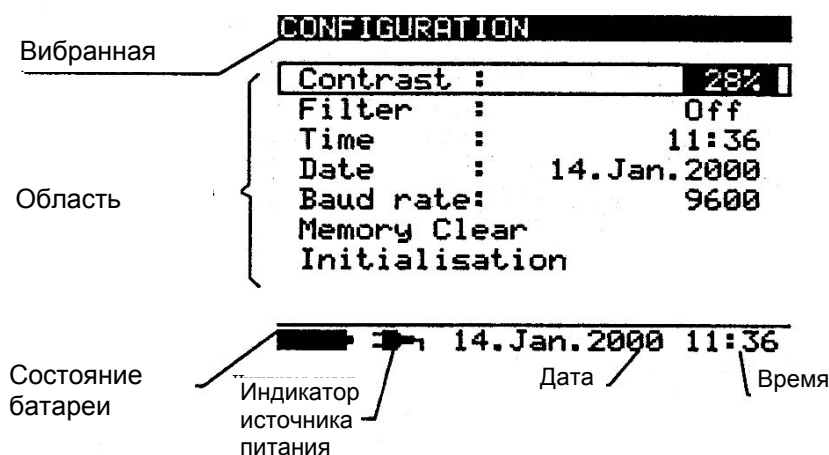 CONFIGURATION
Вибранная
Contrast : 28%
Filter : Off
Time : 11:36
Date : 14.Jan.2000
Область
Baud rate: 9600
Memory Clear
Initialisation
14.Jan.2000 11:36
Состояние
батареи
Индикатор
источника
питания
Дата
Время